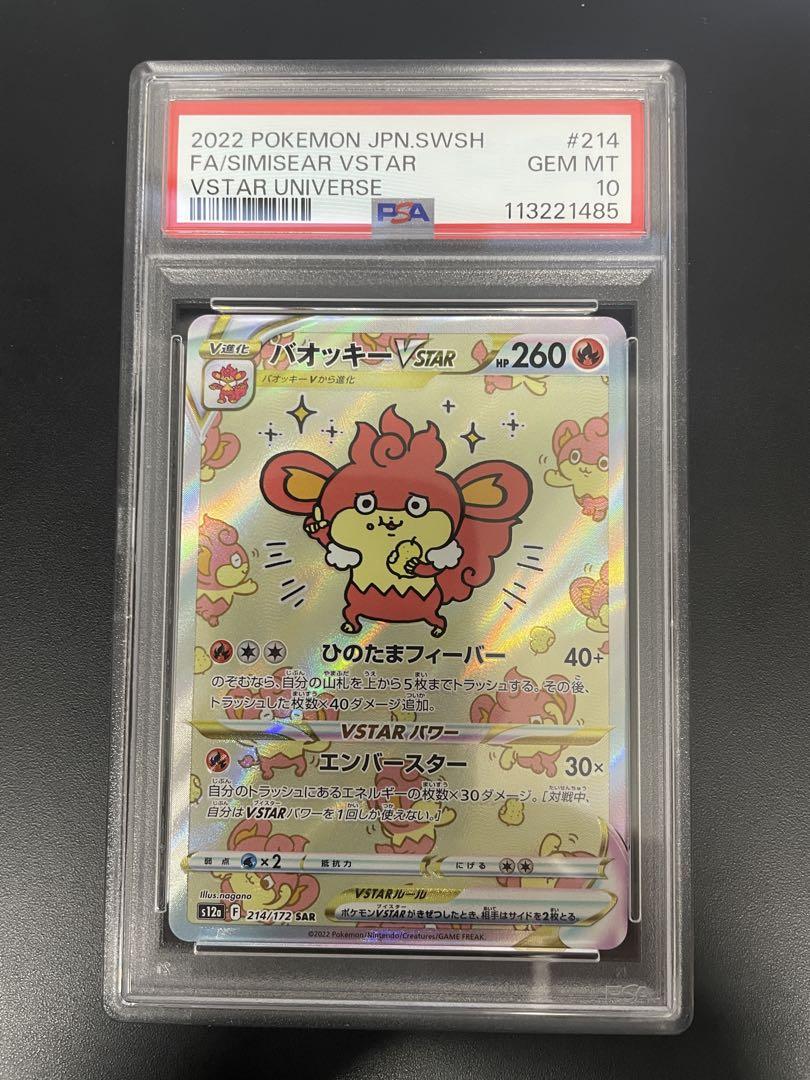 2022 POKEMON JPN.SWSH #214
FA/SIMISEAR VSTAR GEM MT
VSTAR UNIVERSE 10
PSA 113221485
V進化 バオッキーVSTAR HP 260
バオッキーVから進化
ひのたまフィーバー 40+
のぞむなら、自分の山札を上から5枚までトラッシュする。その後、
トラッシュした枚数×40ダメージ追加。
VSTARパワー
エンバースター 30×
自分のトラッシュにあるエネルギーの枚数×30ダメージ。[対戦中、
自分はVSTARパワーを1回しか使えない。]
弱点 ×2 抵抗力 にげる
Illus.nagano VSTARルール
s12a F 214/172 SAR ポケモンVSTARがきぜつしたとき、相手はサイドを2枚とる。
©2022 Pokémon/Nintendo/Creatures/GAME FREAK.
PSA